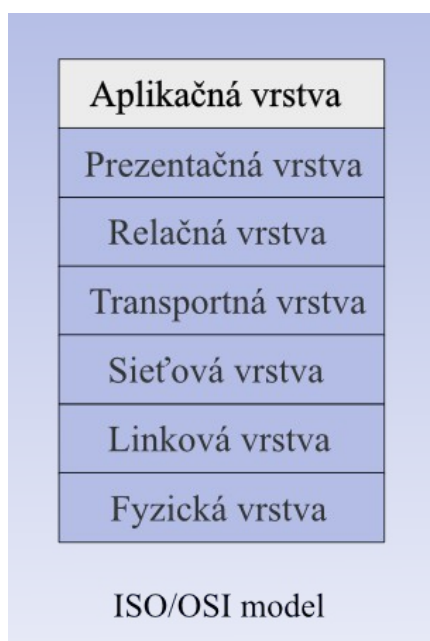 Aplikačná vrstva
Prezentačná vrstva
Relačná vrstva
Transportná vrstva
Sieťová vrstva
Linková vrstva
Fyzická vrstva
ISO/OSI model